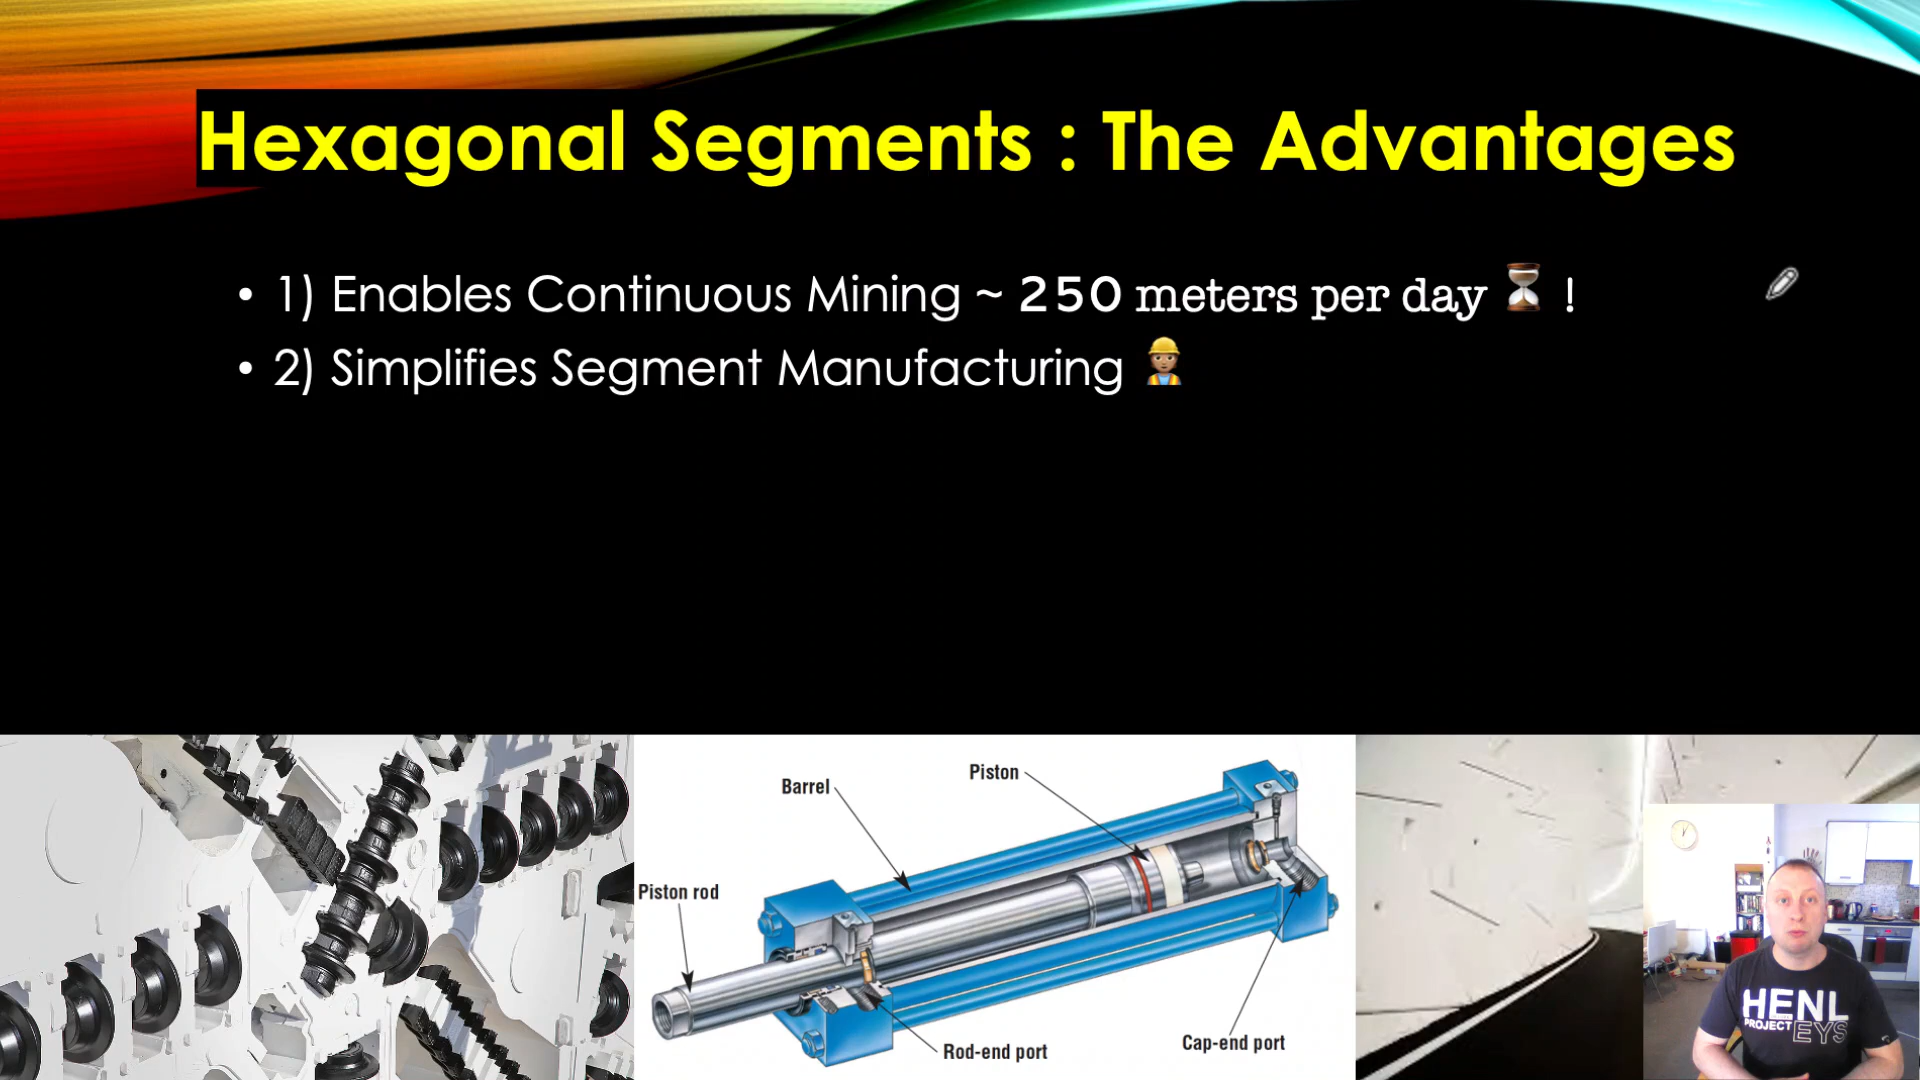 Hexagonal Segments : The Advantages
• 1) Enables Continuous Mining ~ 250 meters per day ⏳ !
• 2) Simplifies Segment Manufacturing 👷🏽
Piston
Barrel
Piston rod
Rod-end port
Cap-end port
HENL
PROJECT EYS